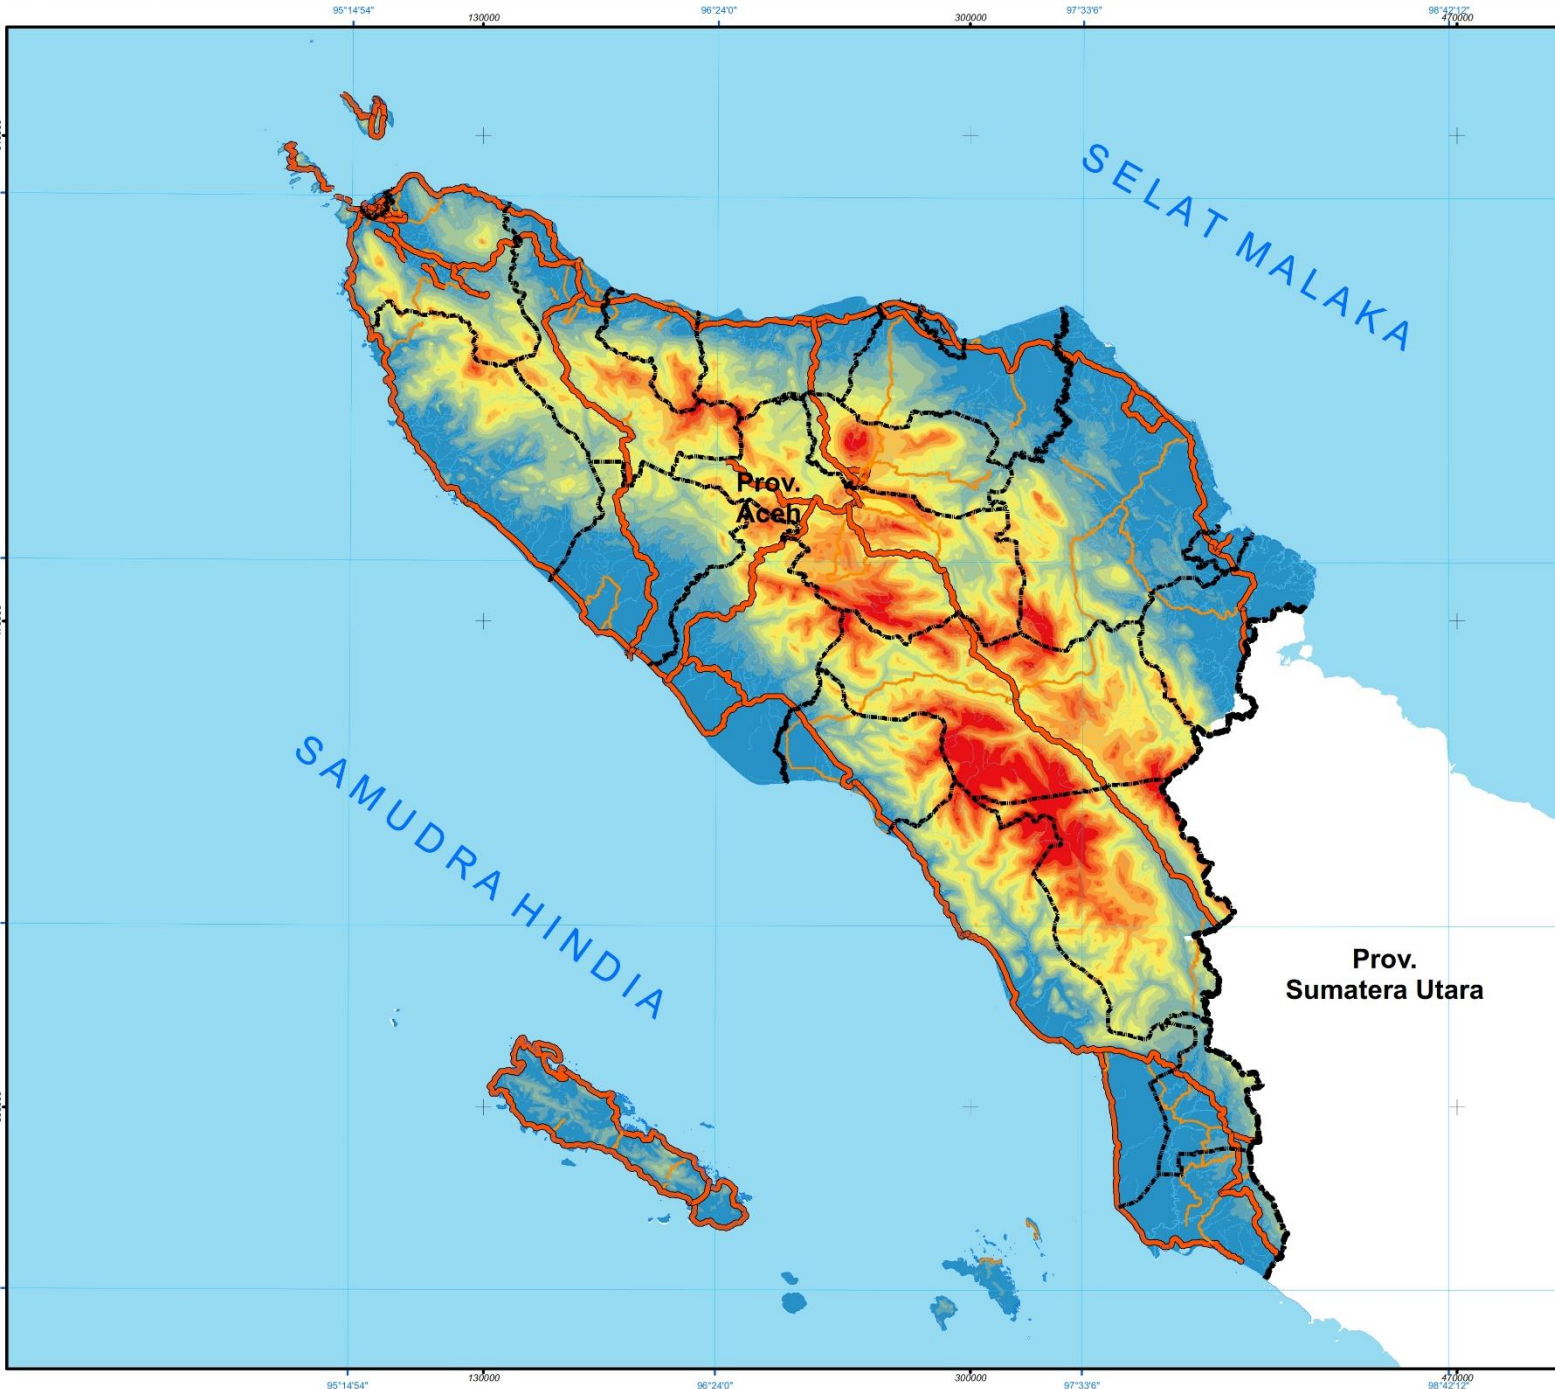 95°14'54" 96°24'0" 97°33'6" 98°42'12"
130000 300000 470000
SELAT MALAKA
Prov.
Aceh
SAMUDRA HINDIA
Prov.
Sumatera Utara
130000 300000 470000
95°14'54" 96°24'0" 97°33'6" 98°42'12"